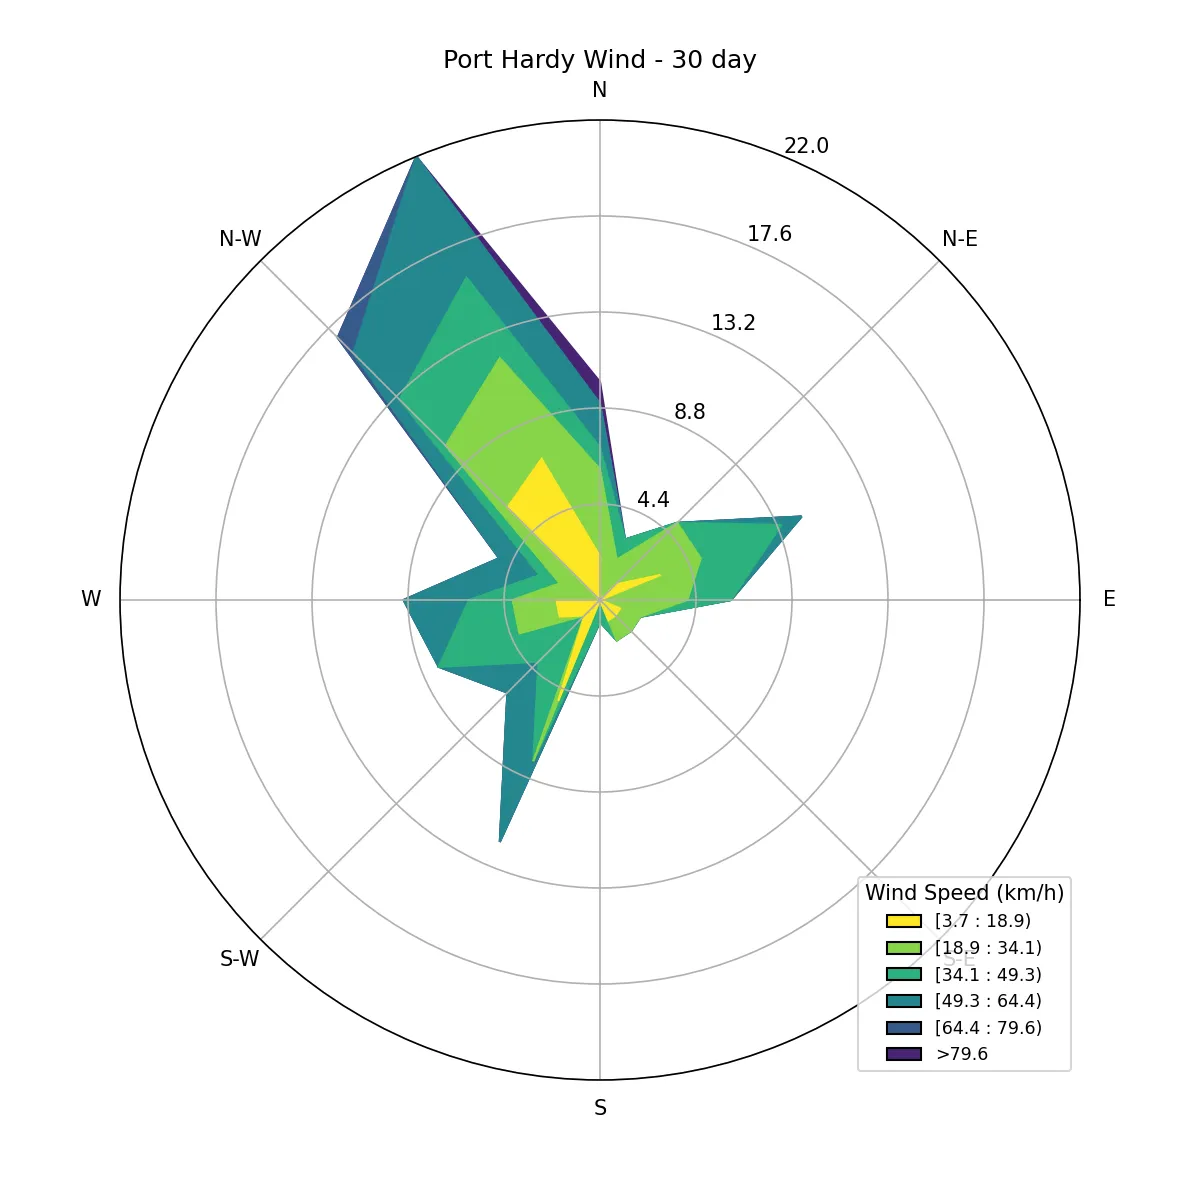 Port Hardy Wind - 30 day
N
22.0
17.6
N-W
N-E
13.2
8.8
4.4
W
E
Wind Speed (km/h)
[3.7 : 18.9)
[18.9 : 34.1)
S-W
S-E
[34.1 : 49.3)
[49.3 : 64.4)
[64.4 : 79.6)
>79.6
S